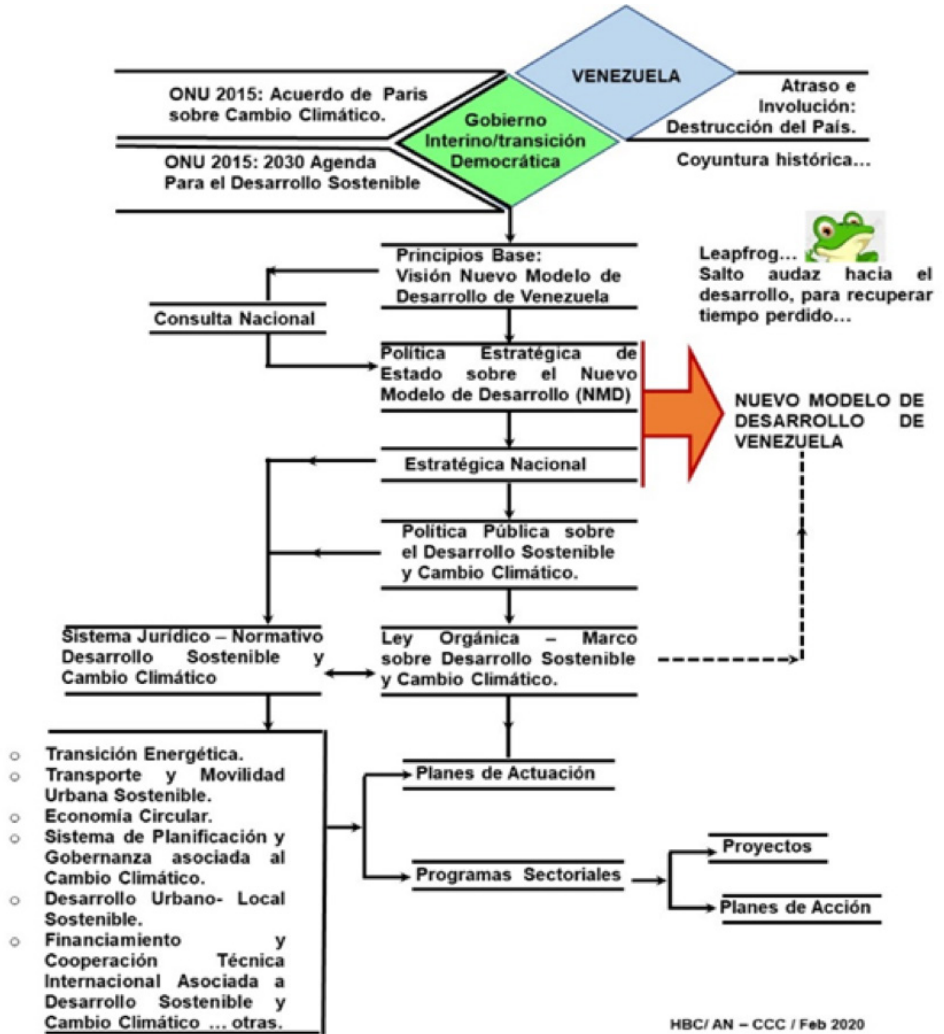 VENEZUELA
ONU 2015: Acuerdo de Paris
sobre Cambio Climático.
Gobierno
Interino/transición
Democrática
Atraso e
Involución:
Destrucción del País.
ONU 2015: 2030 Agenda
Para el Desarrollo Sostenible
Coyuntura histórica...
Principios Base:
Visión Nuevo Modelo de
Desarrollo de Venezuela
Leapfrog...
Salto audaz hacia el
desarrollo, para recuperar
tiempo perdido...
Consulta Nacional
Política Estratégica de
Estado sobre el Nuevo
Modelo de Desarrollo (NMD)
NUEVO MODELO DE
DESARROLLO DE
VENEZUELA
Estratégica Nacional
Política Pública sobre
el Desarrollo Sostenible
y Cambio Climático.
Sistema Jurídico – Normativo
Desarrollo Sostenible y
Cambio Climático
Ley Orgánica – Marco
sobre Desarrollo Sostenible
y Cambio Climático.
o Transición Energética.
o Transporte y Movilidad
Urbana Sostenible.
o Economía Circular.
o Sistema de Planificación y
Gobernanza asociada al
Cambio Climático.
o Desarrollo Urbano- Local
Sostenible.
o Financiamiento y
Cooperación Técnica
Internacional Asociada a
Desarrollo Sostenible y
Cambio Climático ... otras.
Planes de Actuación
Programas Sectoriales
Proyectos
Planes de Acción
HBC/ AN – CCC / Feb 2020